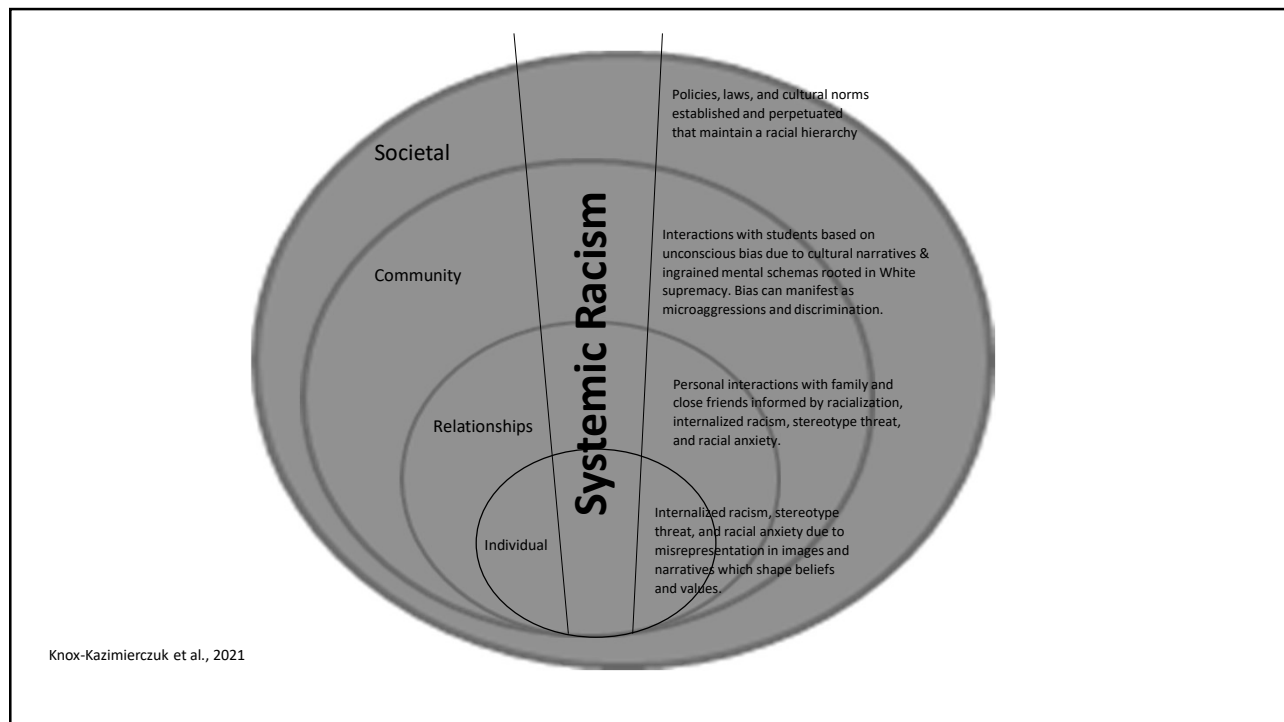 Policies, laws, and cultural norms
established and perpetuated
that maintain a racial hierarchy
Societal
Systemic Racism
Interactions with students based on
unconscious bias due to cultural narratives &
ingrained mental schemas rooted in White
supremacy. Bias can manifest as
microaggressions and discrimination.
Community
Personal interactions with family and
close friends informed by racialization,
internalized racism, stereotype threat,
and racial anxiety.
Relationships
Internalized racism, stereotype
threat, and racial anxiety due to
misrepresentation in images and
narratives which shape beliefs
and values.
Individual
Knox-Kazimierczuk et al., 2021